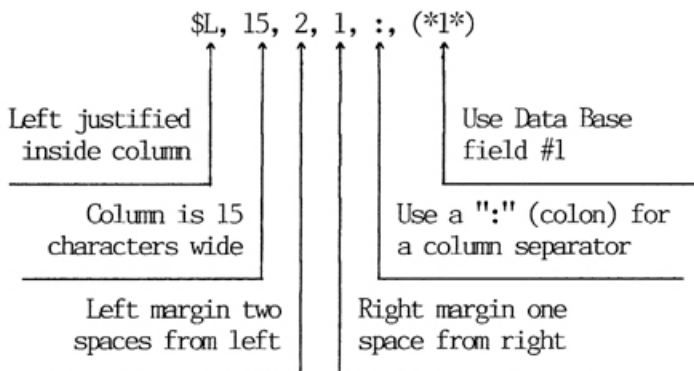 $L, 15, 2, 1, :, (*1*)
Left justified
inside column
Use Data Base
field #1
Column is 15
characters wide
Use a ":" (colon) for
a column separator
Left margin two
spaces from left
Right margin one
space from right